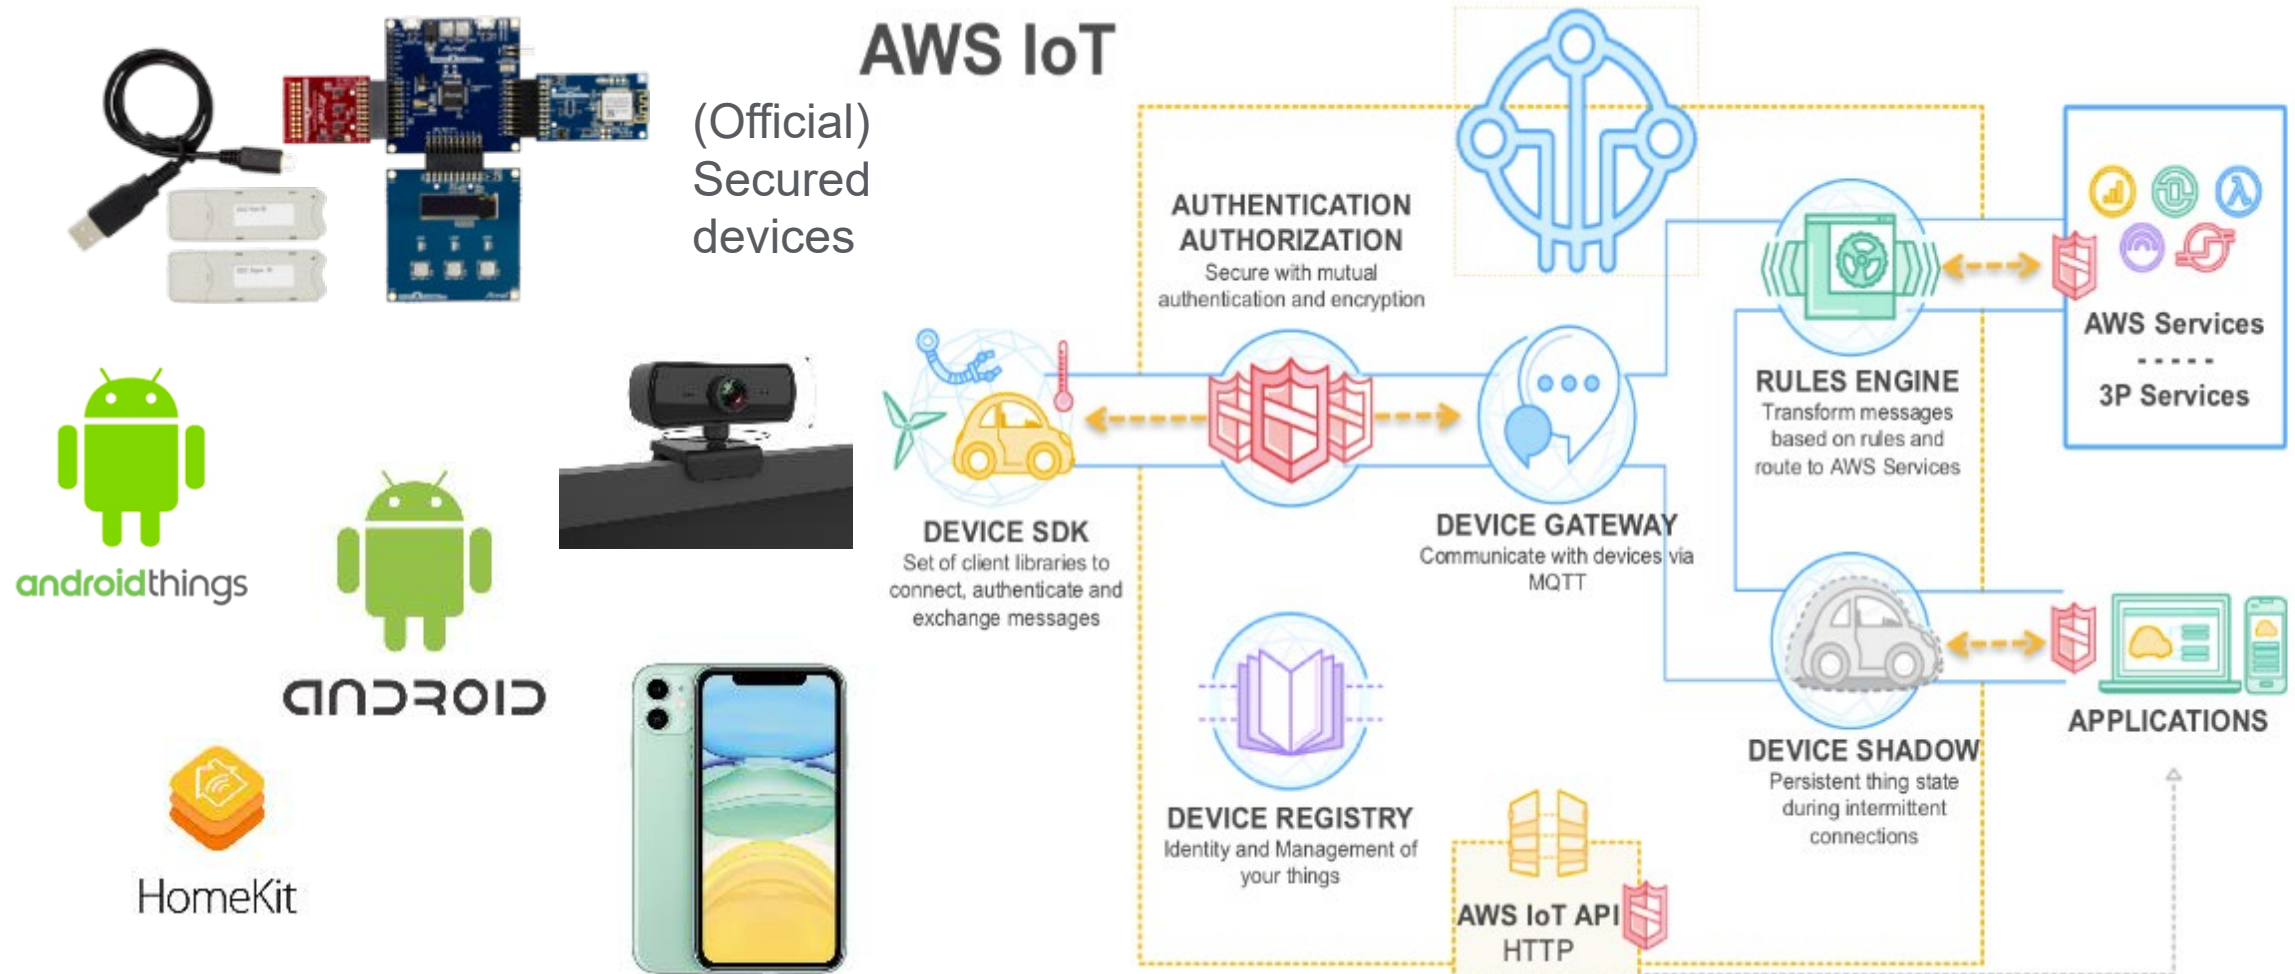 AWS IoT
(Official)
Secured
devices
androidthings
ANDROID
HomeKit
AUTHENTICATION
AUTHORIZATION
Secure with mutual
authentication and encryption
DEVICE SDK
Set of client libraries to
connect, authenticate and
exchange messages
DEVICE GATEWAY
Communicate with devices via
MQTT
RULES ENGINE
Transform messages
based on rules and
route to AWS Services
AWS Services
-----
3P Services
DEVICE REGISTRY
Identity and Management of
your things
DEVICE SHADOW
Persistent thing state
during intermittent
connections
APPLICATIONS
AWS IoT API
HTTP